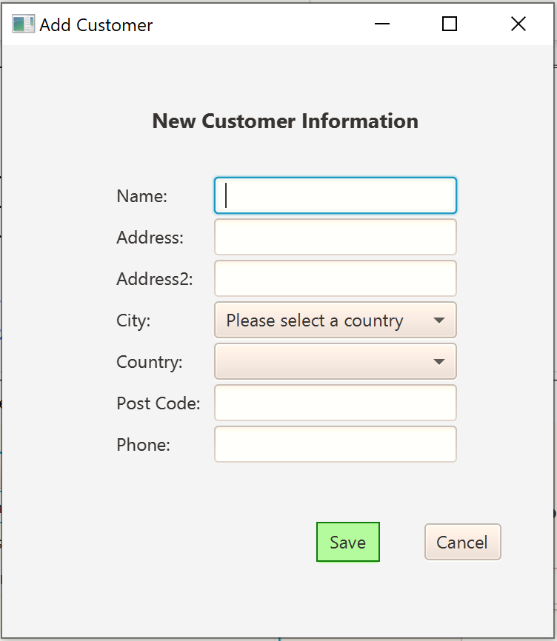 Add Customer
New Customer Information
Name:
Address:
Address2:
City: Please select a country
Country:
Post Code:
Phone:
Save Cancel